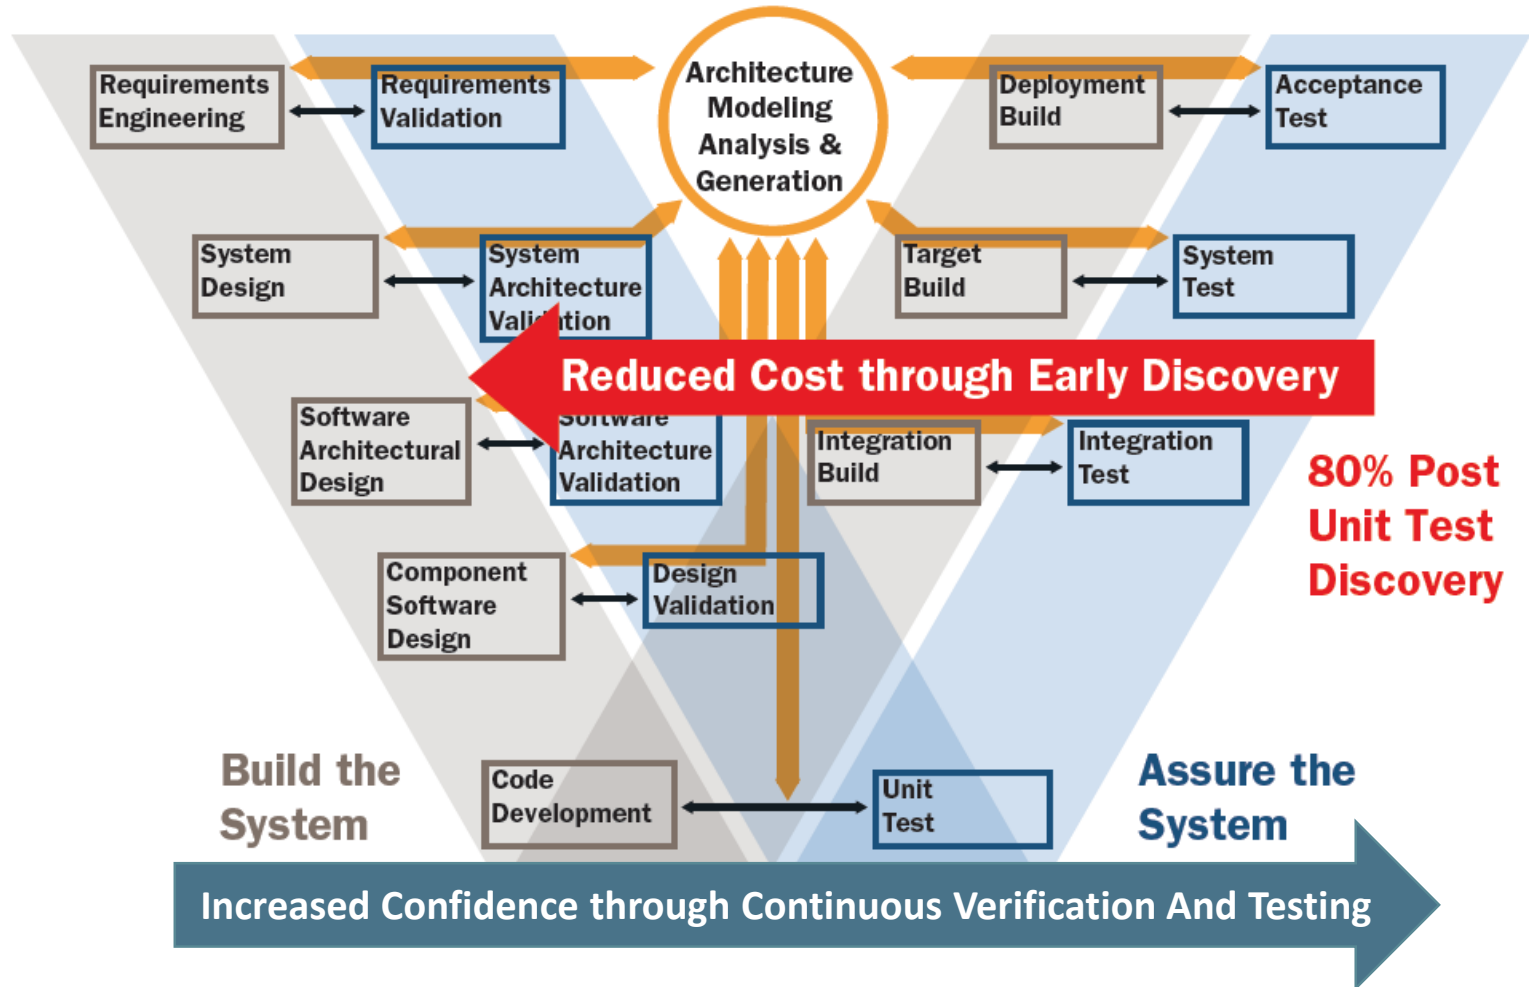 Architecture
Modeling
Analysis &
Generation
Requirements
Engineering
Requirements
Validation
Deployment
Build
Acceptance
Test
System
Design
System
Architecture
Validation
Target
Build
System
Test
Reduced Cost through Early Discovery
Software
Architectural
Design
Software
Architecture
Validation
Integration
Build
Integration
Test
80% Post
Unit Test
Discovery
Component
Software
Design
Design
Validation
Build the
System
Code
Development
Unit
Test
Assure the
System
Increased Confidence through Continuous Verification And Testing